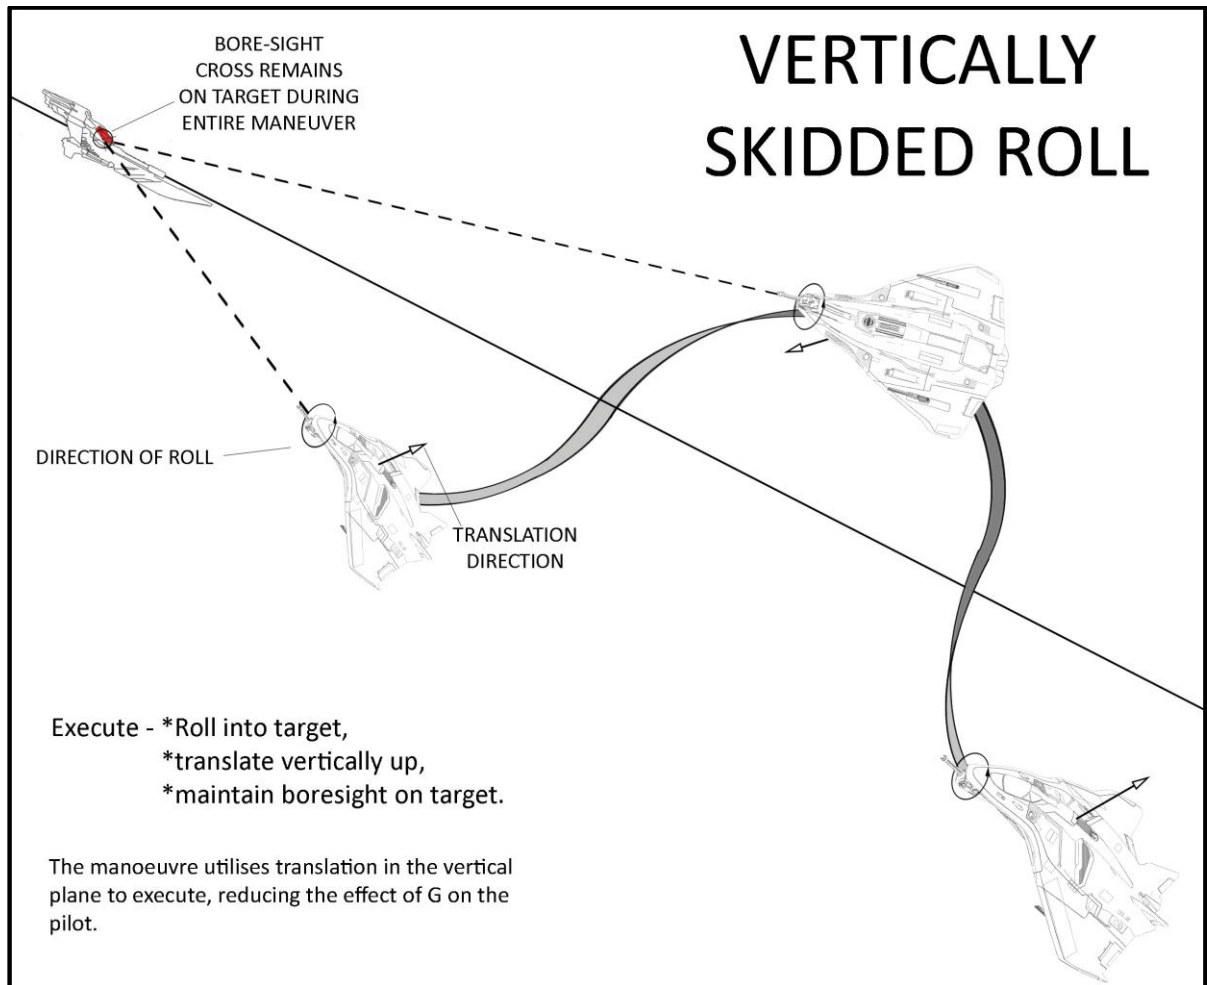 VERTICALLY
SKIDDED ROLL
BORE-SIGHT
CROSS REMAINS
ON TARGET DURING
ENTIRE MANEUVER
DIRECTION OF ROLL
TRANSLATION
DIRECTION
Execute - *Roll into target,
*translate vertically up,
*maintain boresight on target.
The manoeuvre utilises translation in the vertical
plane to execute, reducing the effect of G on the
pilot.